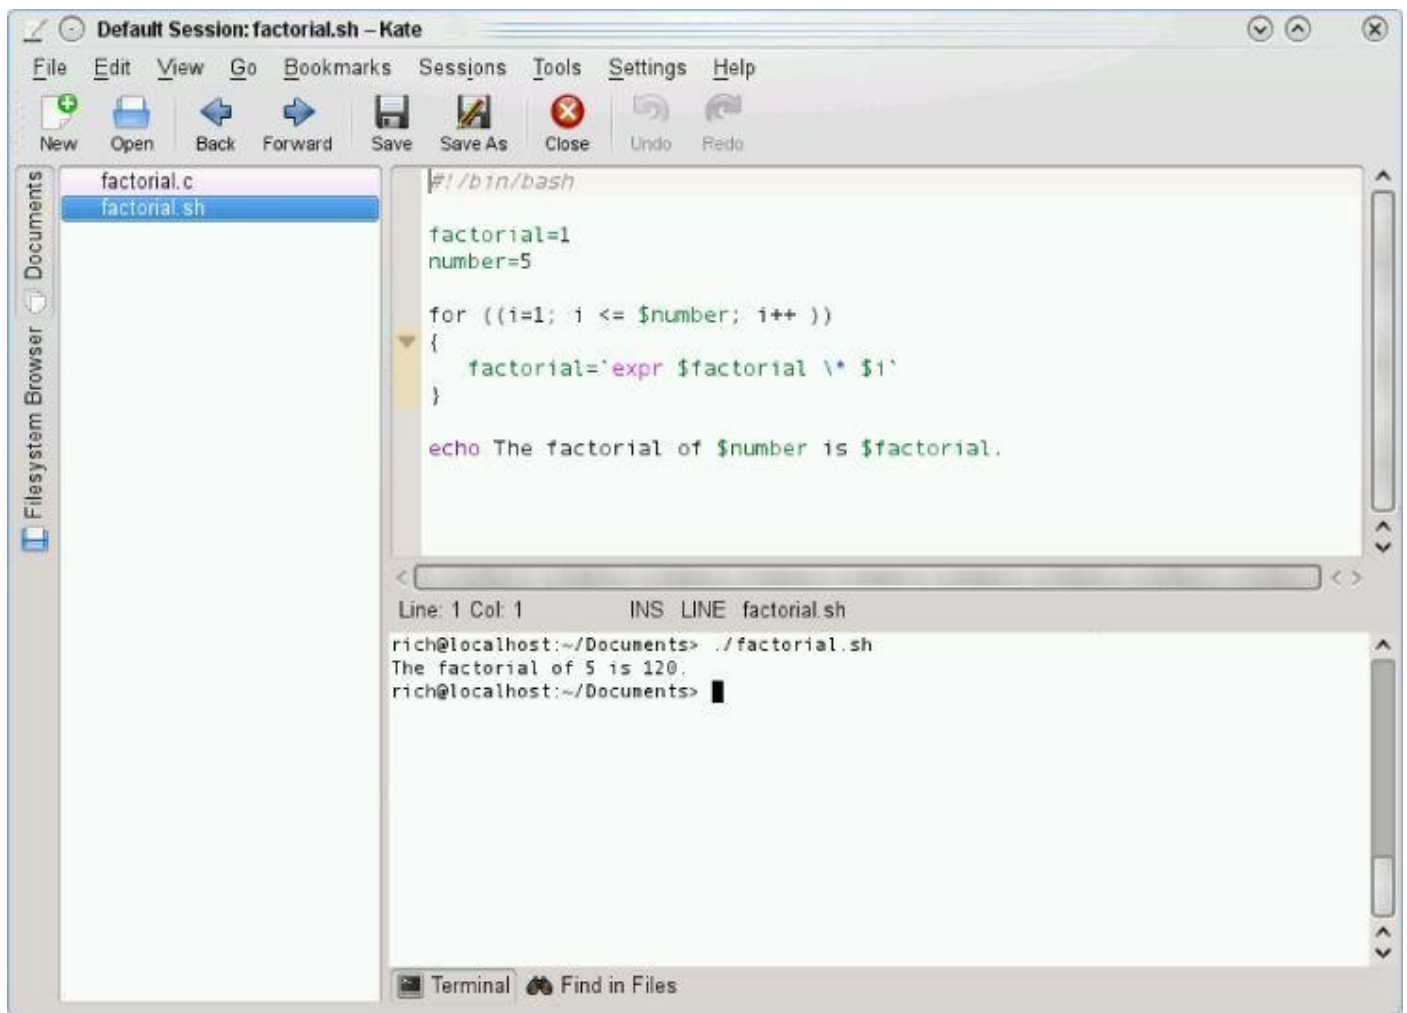 Default Session: factorial.sh – Kate
File Edit View Go Bookmarks Sessions Tools Settings Help
New Open Back Forward Save Save As Close Undo Redo
Documents
Filesystem Browser
factorial.c
factorial.sh
#!/bin/bash
factorial=1
number=5
for ((i=1; i <= $number; i++ ))
{
factorial=`expr $factorial \* $i`
}
echo The factorial of $number is $factorial.
Line: 1 Col: 1 INS LINE factorial.sh
rich@localhost:~/Documents> ./factorial.sh
The factorial of 5 is 120.
rich@localhost:~/Documents>
Terminal Find in Files